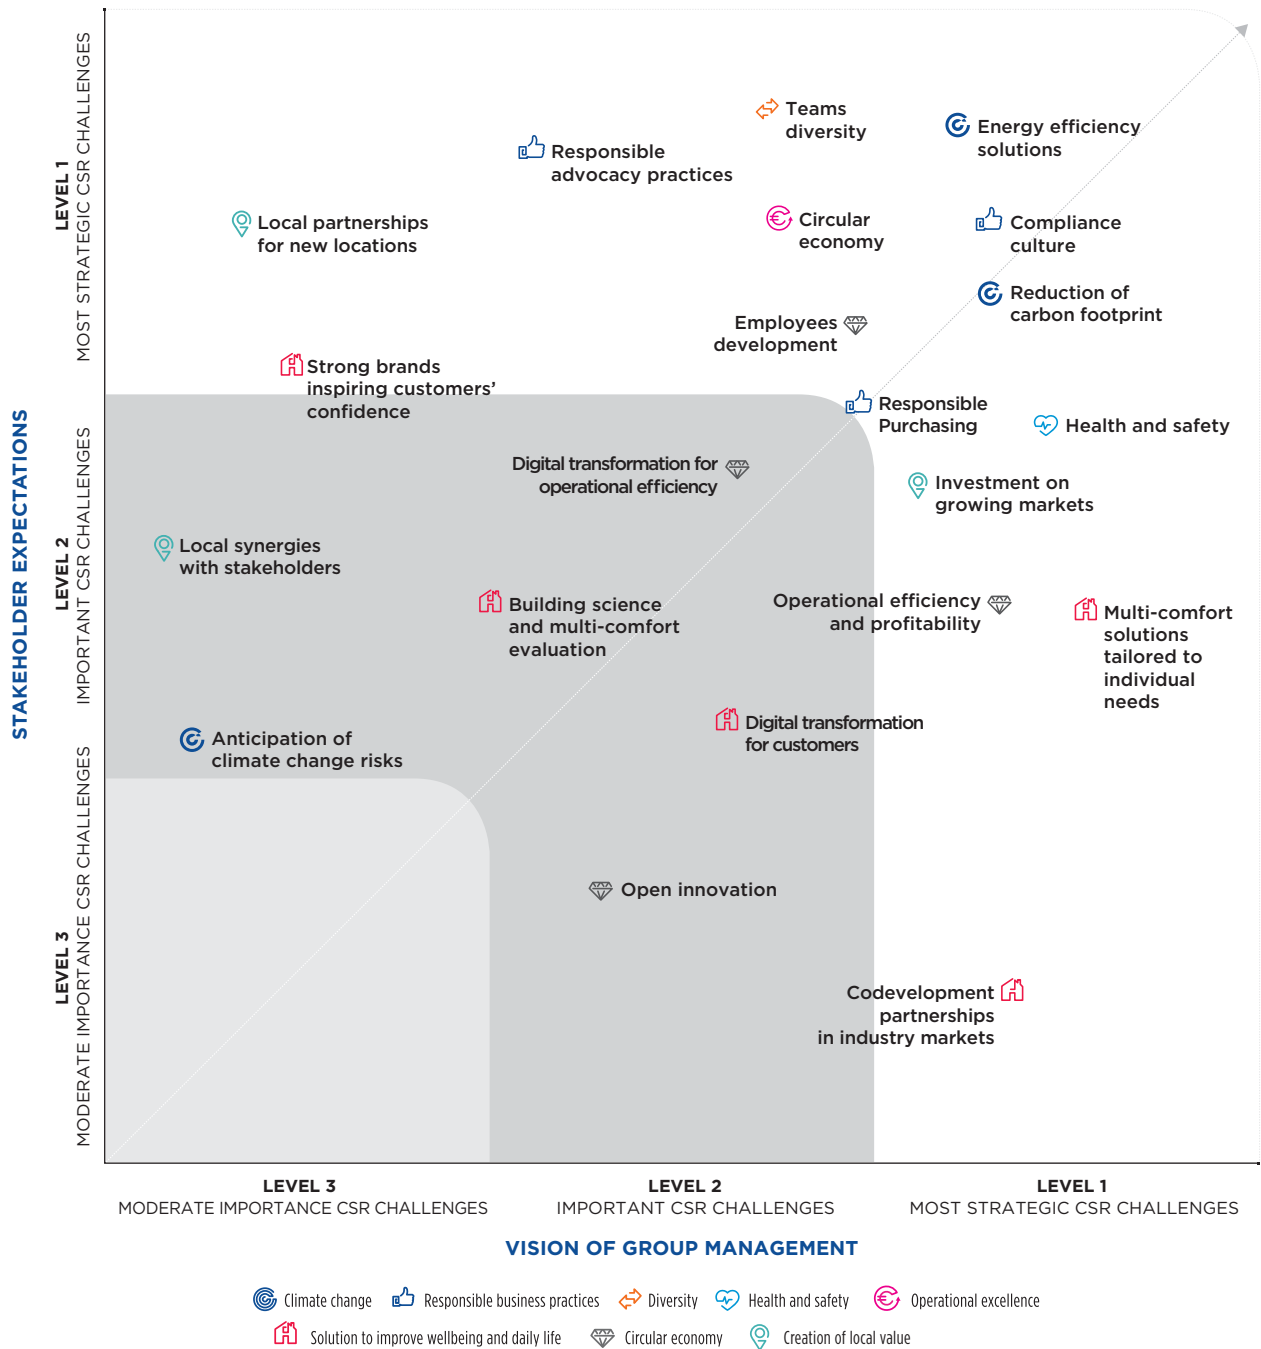 STAKEHOLDER EXPECTATIONS
LEVEL 1
MOST STRATEGIC CSR CHALLENGES
LEVEL 2
IMPORTANT CSR CHALLENGES
LEVEL 3
MODERATE IMPORTANCE CSR CHALLENGES
Teams
diversity
Energy efficiency
solutions
Responsible
advocacy practices
Local partnerships
for new locations
Circular
economy
Compliance
culture
Reduction of
carbon footprint
Employees
development
Strong brands
inspiring customers’
confidence
Responsible
Purchasing
Health and safety
Digital transformation for
operational efficiency
Investment on
growing markets
Local synergies
with stakeholders
Building science
and multi-comfort
evaluation
Operational efficiency
and profitability
Multi-comfort
solutions
tailored to
individual
needs
Digital transformation
for customers
Anticipation of
climate change risks
Open innovation
Codevelopment
partnerships
in industry markets
LEVEL 3
MODERATE IMPORTANCE CSR CHALLENGES
LEVEL 2
IMPORTANT CSR CHALLENGES
LEVEL 1
MOST STRATEGIC CSR CHALLENGES
VISION OF GROUP MANAGEMENT
Climate change
Responsible business practices
Diversity
Health and safety
Operational excellence
Solution to improve wellbeing and daily life
Circular economy
Creation of local value